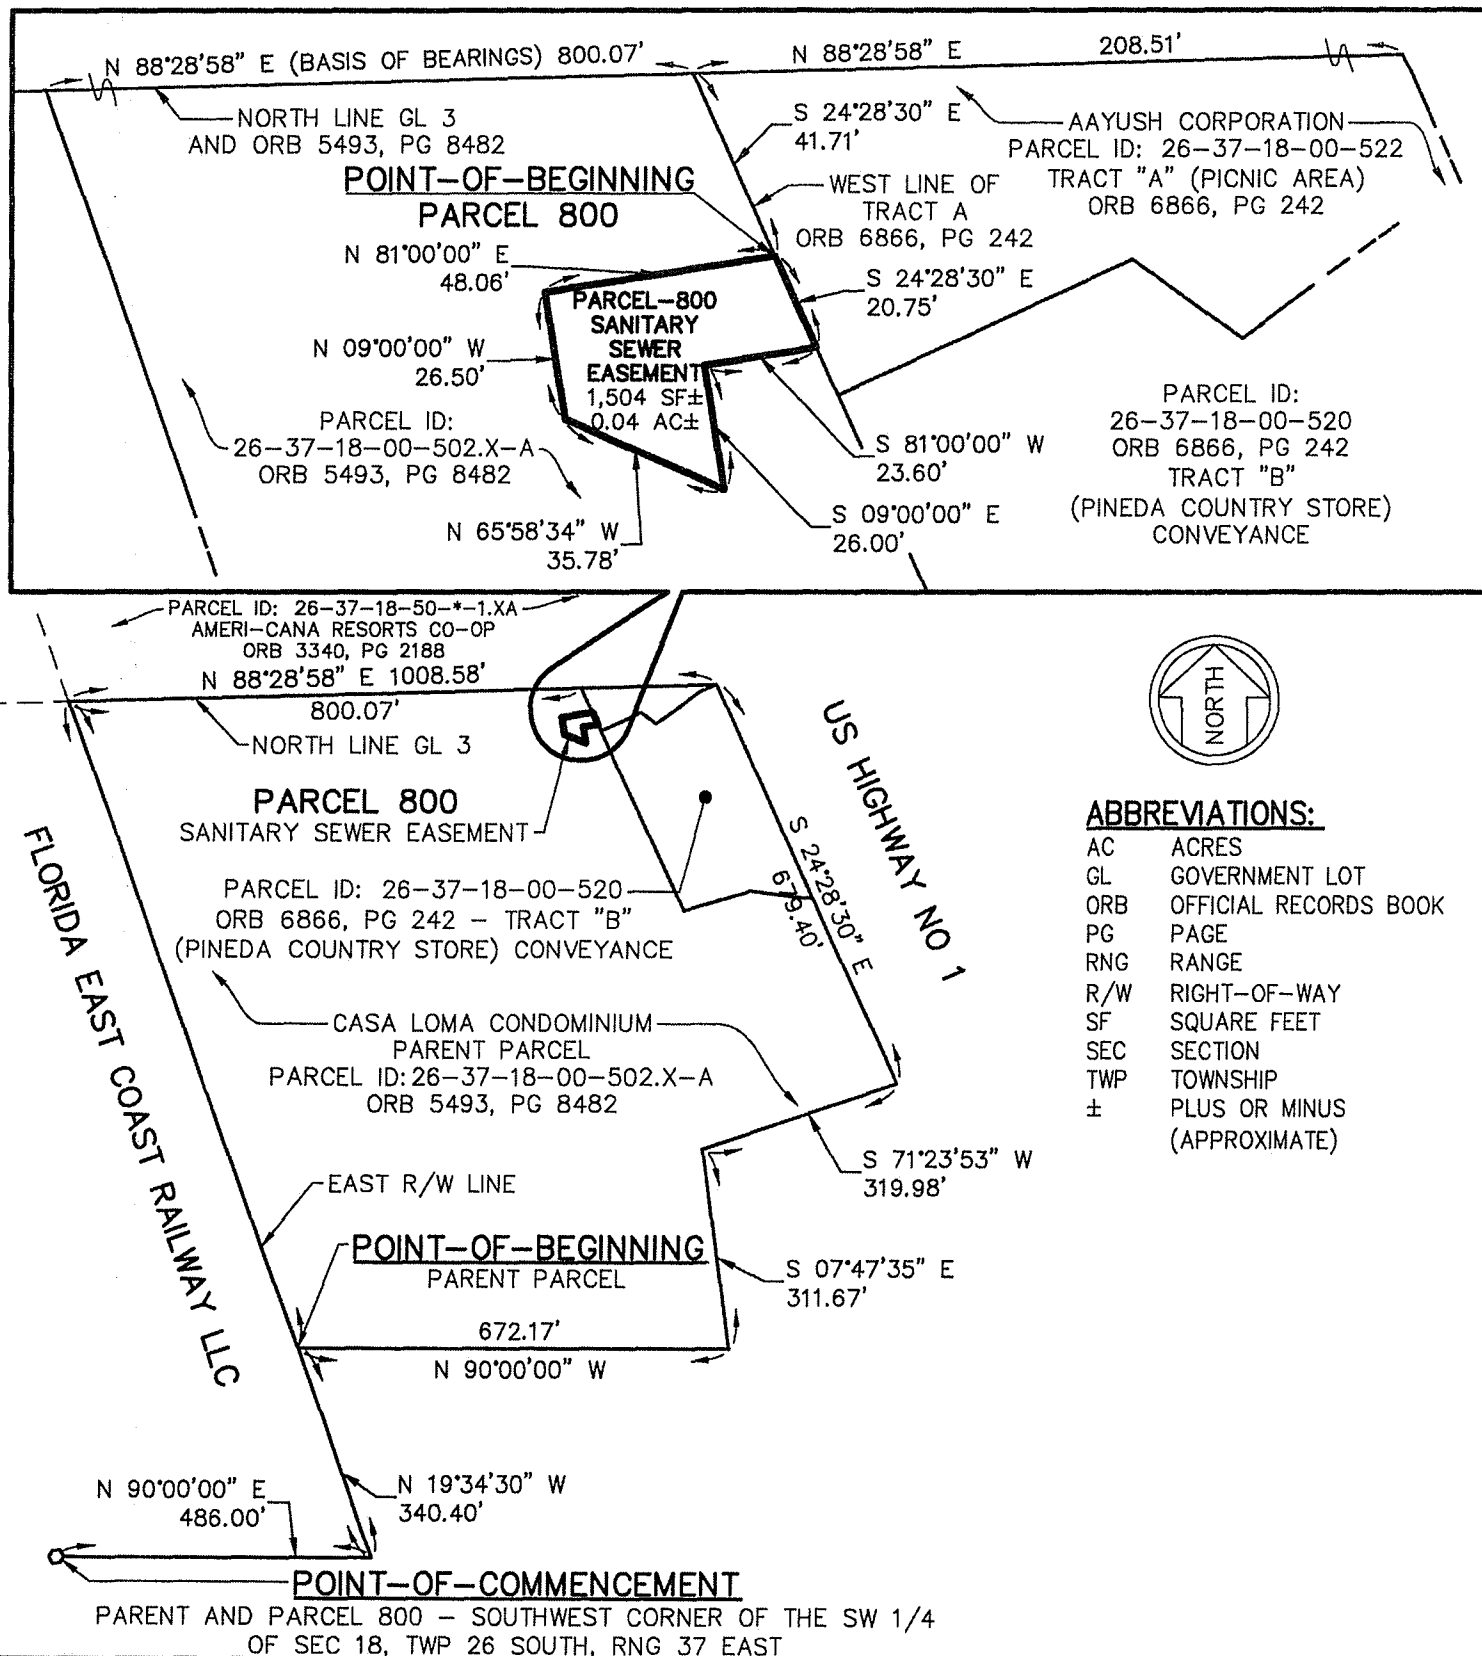 N 88°28'58" E (BASIS OF BEARINGS) 800.07'
N 88°28'58" E 208.51'
NORTH LINE GL 3
AND ORB 5493, PG 8482
S 24°28'30" E
41.71'
AAYUSH CORPORATION
PARCEL ID: 26-37-18-00-522
TRACT "A" (PICNIC AREA)
ORB 6866, PG 242
POINT-OF-BEGINNING
PARCEL 800
WEST LINE OF
TRACT A
ORB 6866, PG 242
N 81°00'00" E
48.06'
S 24°28'30" E
20.75'
PARCEL-800
SANITARY
SEWER
EASEMENT
1,504 SF±
0.04 AC±
N 09°00'00" W
26.50'
PARCEL ID:
26-37-18-00-502.X-A
ORB 5493, PG 8482
S 81°00'00" W
23.60'
PARCEL ID:
26-37-18-00-520
ORB 6866, PG 242
TRACT "B"
(PINEDA COUNTRY STORE)
CONVEYANCE
N 65°58'34" W
35.78'
S 09°00'00" E
26.00'
PARCEL ID: 26-37-18-50-*-1.XA
AMERI-CANA RESORTS CO-OP
ORB 3340, PG 2188
N 88°28'58" E 1008.58'
800.07'
NORTH LINE GL 3
US HIGHWAY NO 1
NORTH
PARCEL 800
SANITARY SEWER EASEMENT
S 24°28'30" E
679.40'
FLORIDA EAST COAST RAILWAY LLC
PARCEL ID: 26-37-18-00-520
ORB 6866, PG 242 - TRACT "B"
(PINEDA COUNTRY STORE) CONVEYANCE
CASA LOMA CONDOMINIUM
PARENT PARCEL
PARCEL ID: 26-37-18-00-502.X-A
ORB 5493, PG 8482
ABBREVIATIONS:
AC ACRES
GL GOVERNMENT LOT
ORB OFFICIAL RECORDS BOOK
PG PAGE
RNG RANGE
R/W RIGHT-OF-WAY
SF SQUARE FEET
SEC SECTION
TWP TOWNSHIP
± PLUS OR MINUS
(APPROXIMATE)
S 71°23'53" W
319.98'
EAST R/W LINE
POINT-OF-BEGINNING
PARENT PARCEL
S 07°47'35" E
311.67'
672.17'
N 90°00'00" W
N 90°00'00" E
486.00'
N 19°34'30" W
340.40'
POINT-OF-COMMENCEMENT
PARENT AND PARCEL 800 - SOUTHWEST CORNER OF THE SW 1/4
OF SEC 18, TWP 26 SOUTH, RNG 37 EAST